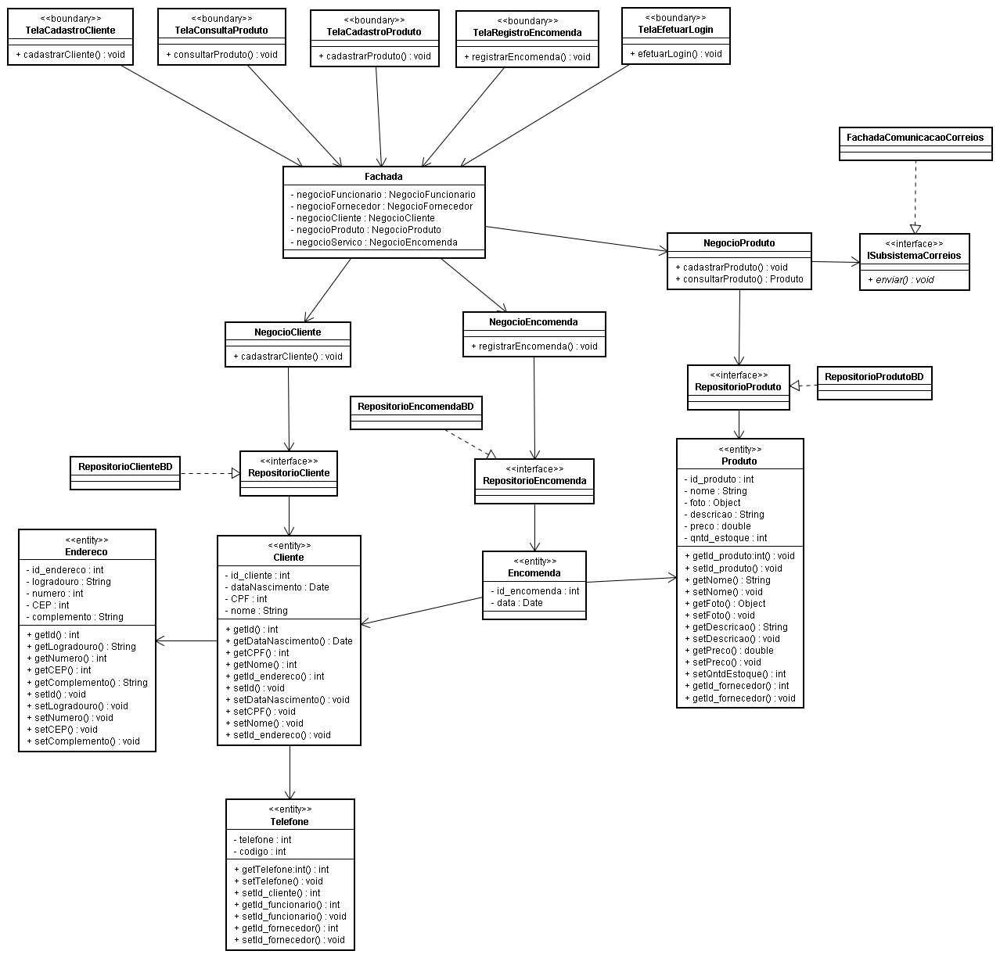 <<boundary>>
TelaCadastroCliente
+ cadastrarCliente() : void
<<boundary>>
TelaConsultaProduto
+ consultarProduto() : void
<<boundary>>
TelaCadastroProduto
+ cadastrarProduto() : void
<<boundary>>
TelaRegistroEncomenda
+ registrarEncomenda() : void
<<boundary>>
TelaEfetuarLogin
+ efetuarLogin() : void
FachadaComunicacaoCorreios
Fachada
- negocioFuncionario : NegocioFuncionario
- negocioFornecedor : NegocioFornecedor
- negocioCliente : NegocioCliente
- negocioProduto : NegocioProduto
- negocioServico : NegocioEncomenda
NegocioProduto
+ cadastrarProduto() : void
+ consultarProduto() : Produto
<<interface>>
ISubsistemaCorreios
+ enviar() : void
NegocioCliente
+ cadastrarCliente() : void
NegocioEncomenda
+ registrarEncomenda() : void
<<interface>>
RepositorioProduto
RepositorioProdutoBD
RepositorioEncomendaBD
RepositorioClienteBD
<<interface>>
RepositorioCliente
<<interface>>
RepositorioEncomenda
<<entity>>
Produto
- id_produto : int
- nome : String
- foto : Object
- descricao : String
- preco : double
- qntd_estoque : int
+ getId_produto:int() : void
+ setId_produto() : void
+ getNome() : String
+ setNome() : void
+ getFoto() : Object
+ setFoto() : void
+ getDescricao() : String
+ setDescricao() : void
+ getPreco() : double
+ setPreco() : void
+ setQntdEstoque() : int
+ getId_fornecedor() : int
+ getId_fornecedor() : void
<<entity>>
Endereco
- id_endereco : int
- logradouro : String
- numero : int
- CEP : int
- complemento : String
+ getId() : int
+ getLogradouro() : String
+ getNumero() : int
+ getCEP() : int
+ getComplemento() : String
+ setId() : void
+ setLogradouro() : void
+ setNumero() : void
+ setCEP() : void
+ setComplemento() : void
<<entity>>
Cliente
- id_cliente : int
- dataNascimento : Date
- CPF : int
- nome : String
+ getId() : int
+ getDataNascimento() : Date
+ getCPF() : int
+ getNome() : int
+ getId_endereco() : int
+ setId() : void
+ setDataNascimento() : void
+ setCPF() : void
+ setNome() : void
+ setId_endereco() : void
<<entity>>
Encomenda
- id_encomenda : int
- data : Date
<<entity>>
Telefone
- telefone : int
- codigo : int
+ getTelefone:int() : int
+ setTelefone() : void
+ setId_cliente() : int
+ getId_funcionario() : int
+ setId_funcionario() : void
+ getId_fornecedor() : int
+ setId_fornecedor() : void